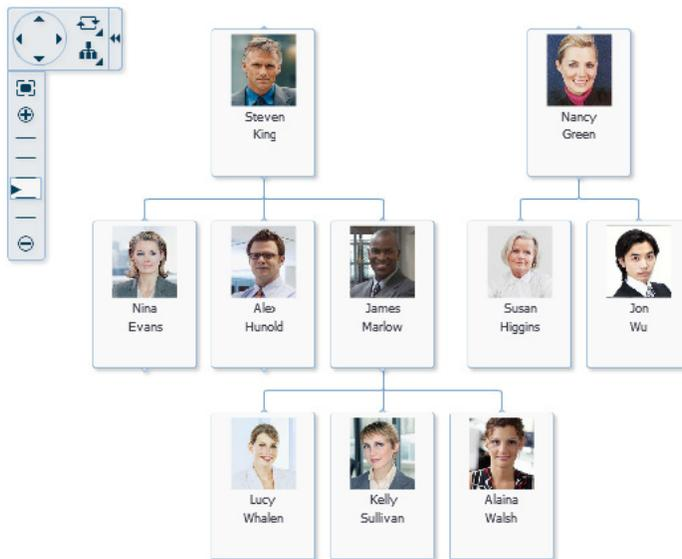 Steven
King
Nancy
Green
Nina
Evans
Alex
Hunold
James
Marlow
Susan
Higgins
Jon
Wu
Lucy
Whalen
Kelly
Sullivan
Alaina
Walsh